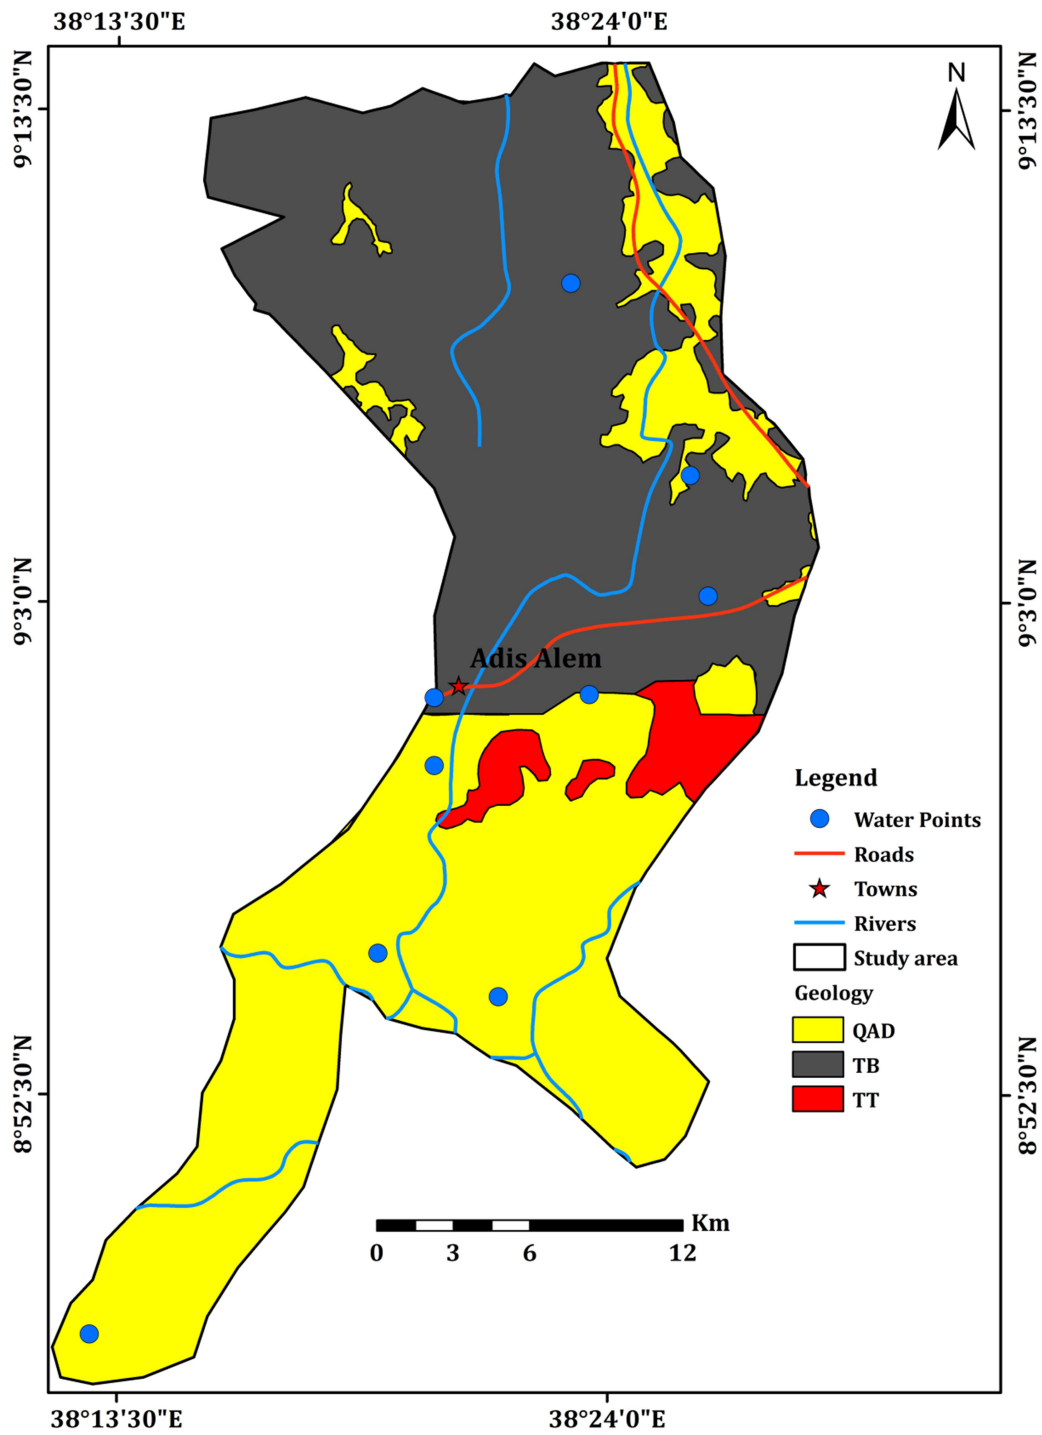 38°13'30"E 38°24'0"E
9°13'30"N
9°13'30"N
N
9°3'0"N
9°3'0"N
Adis Alem
Legend
Water Points
Roads
Towns
Rivers
Study area
Geology
QAD
TB
TT
8°52'30"N
8°52'30"N
Km
0 3 6 12
38°13'30"E 38°24'0"E